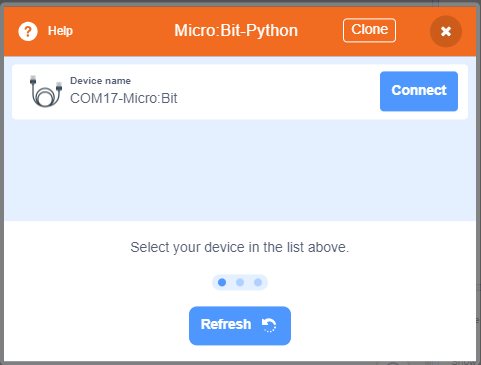 Help
Micro:Bit-Python
Clone
Device name
COM17-Micro:Bit
Connect
Select your device in the list above.
Refresh